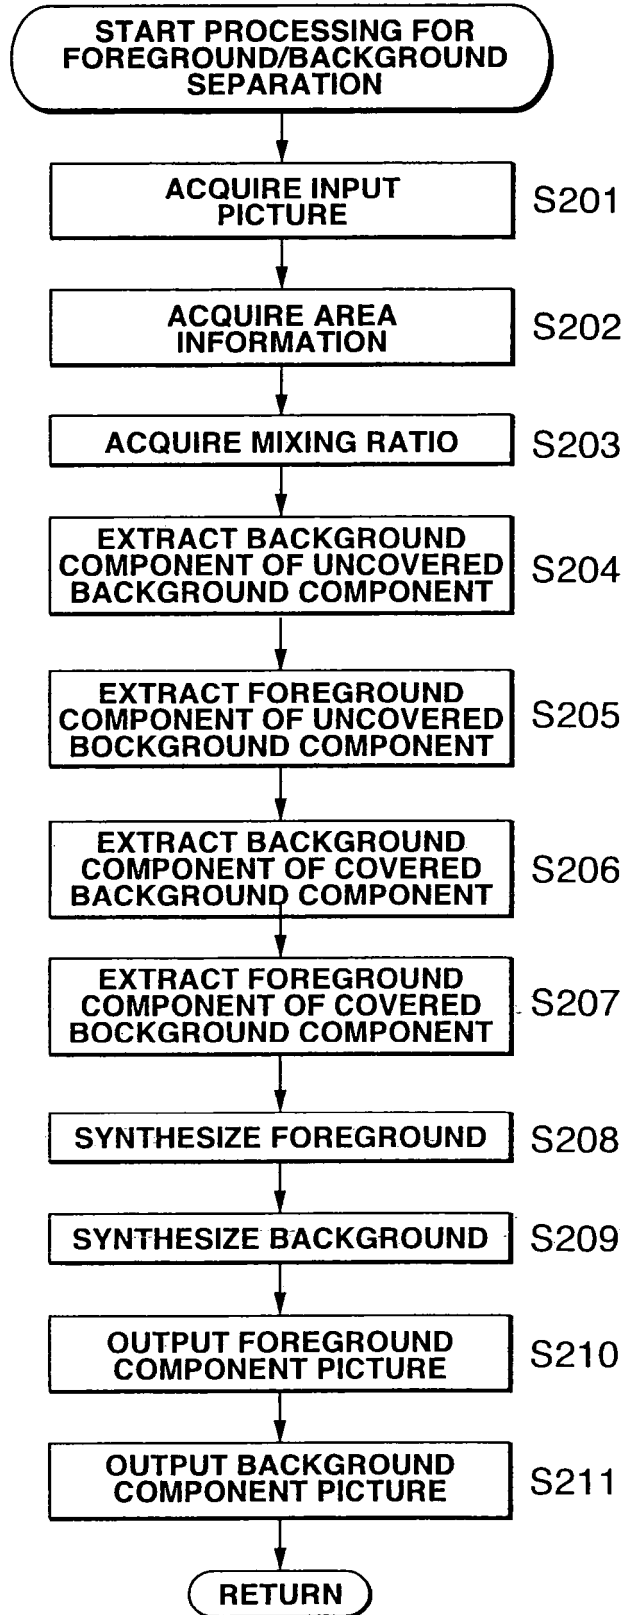 START PROCESSING FOR
FOREGROUND/BACKGROUND
SEPARATION
ACQUIRE INPUT
PICTURE
S201
ACQUIRE AREA
INFORMATION
S202
ACQUIRE MIXING RATIO
S203
EXTRACT BACKGROUND
COMPONENT OF UNCOVERED
BACKGROUND COMPONENT
S204
EXTRACT FOREGROUND
COMPONENT OF UNCOVERED
BOCKGROUND COMPONENT
S205
EXTRACT BACKGROUND
COMPONENT OF COVERED
BACKGROUND COMPONENT
S206
EXTRACT FOREGROUND
COMPONENT OF COVERED
BOCKGROUND COMPONENT
S207
SYNTHESIZE FOREGROUND
S208
SYNTHESIZE BACKGROUND
S209
OUTPUT FOREGROUND
COMPONENT PICTURE
S210
OUTPUT BACKGROUND
COMPONENT PICTURE
S211
RETURN